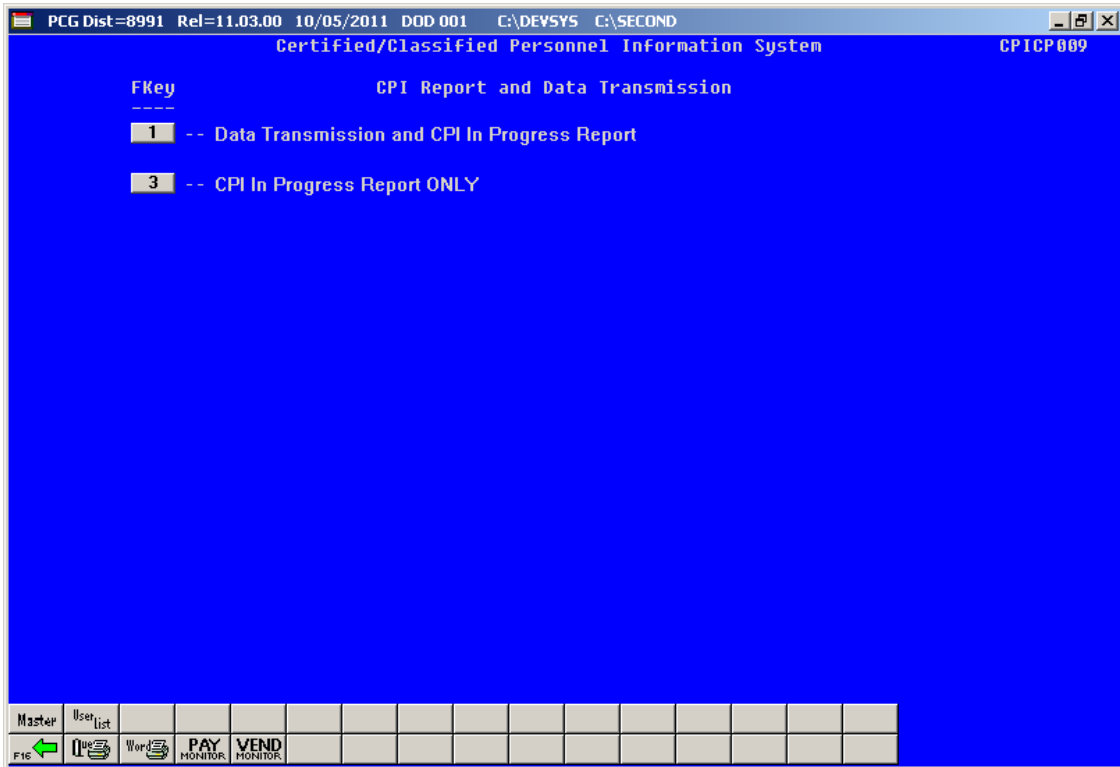 PCG Dist=8991 Rel=11.03.00 10/05/2011 DOD 001 C:\DEVSYS C:\SECOND
Certified/Classified Personnel Information System CPICP009
FKey CPI Report and Data Transmission
----
1 -- Data Transmission and CPI In Progress Report
3 -- CPI In Progress Report ONLY
Master User List
F16 Que Word PAY MONITOR VEND MONITOR